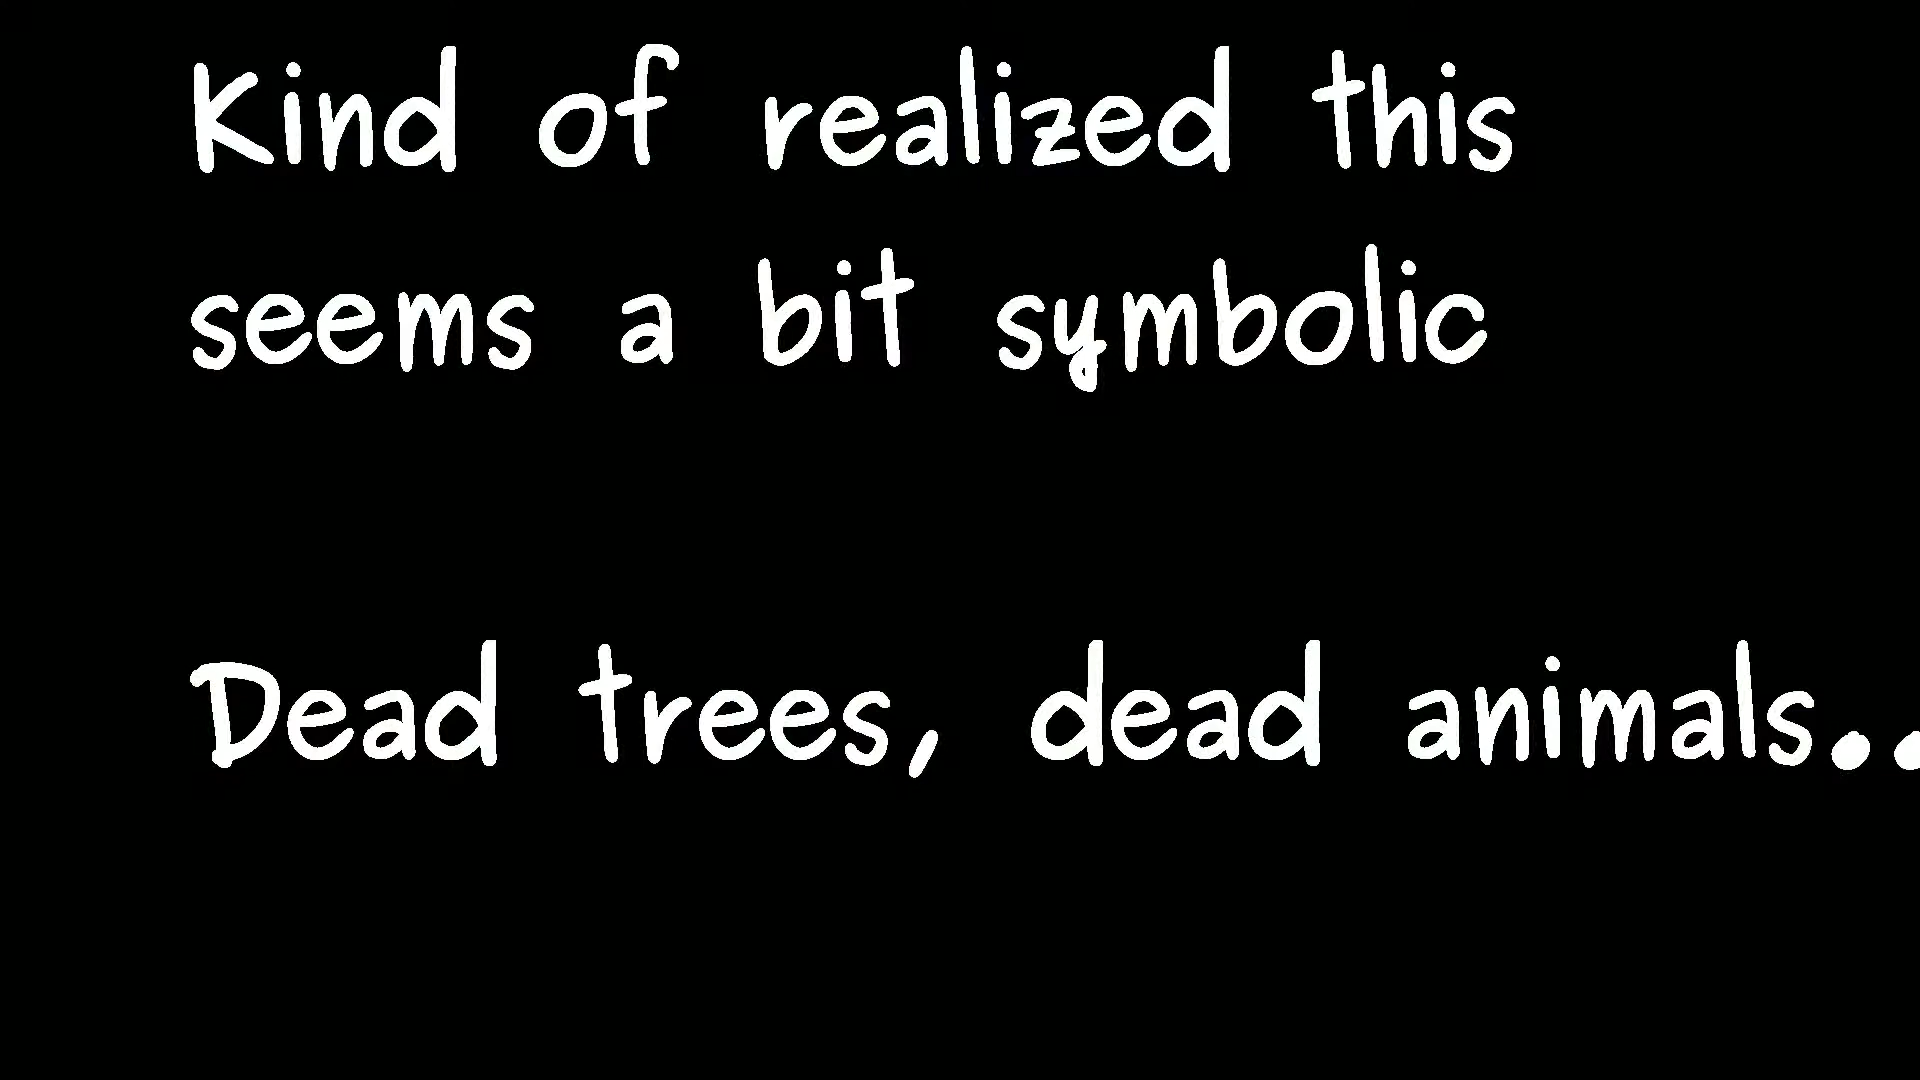 Kind of realized this
seems a bit symbolic
Dead trees, dead animals..